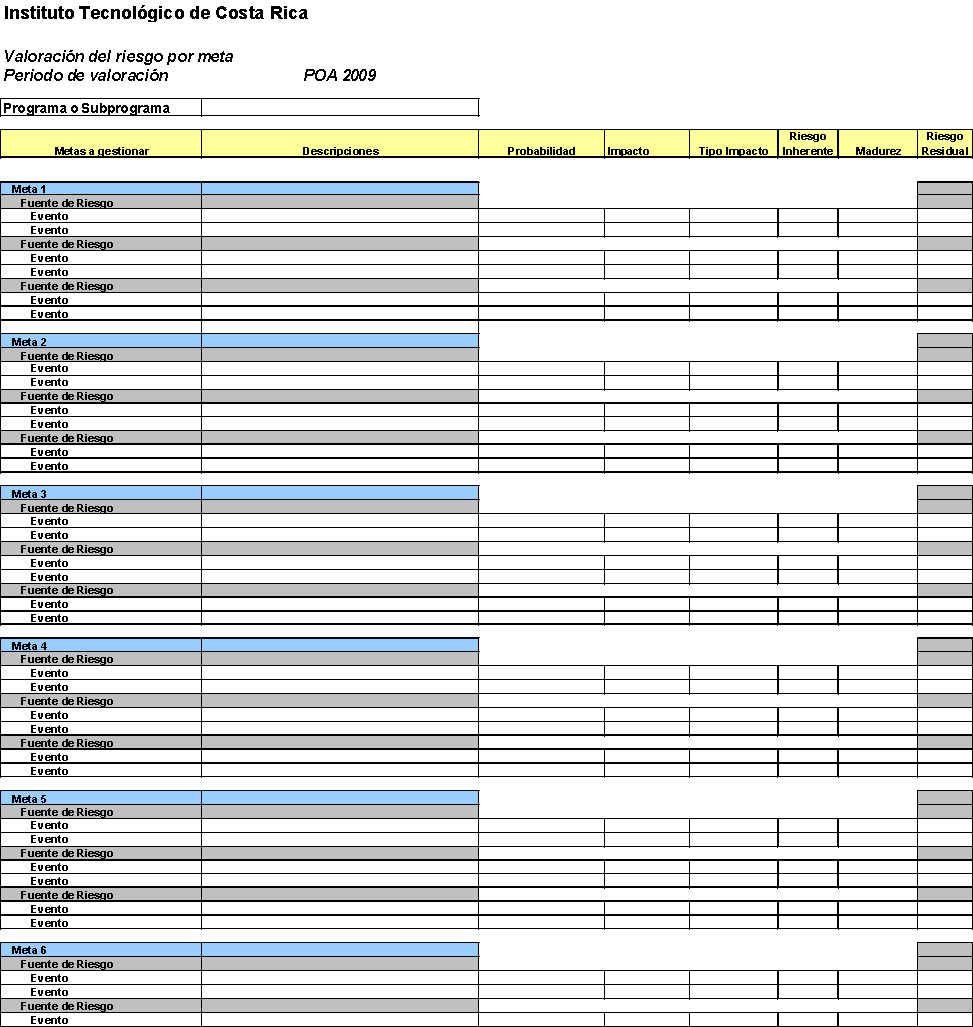 Instituto Tecnológico de Costa Rica
Valoración del riesgo por meta
Periodo de valoración POA 2009
Programa o Subprograma
Metas a gestionar Descripciones Probabilidad Impacto Tipo Impacto Riesgo Inherente Madurez Riesgo Residual
Meta 1
Fuente de Riesgo
Evento
Evento
Fuente de Riesgo
Evento
Evento
Fuente de Riesgo
Evento
Evento
Meta 2
Fuente de Riesgo
Evento
Evento
Fuente de Riesgo
Evento
Evento
Fuente de Riesgo
Evento
Evento
Meta 3
Fuente de Riesgo
Evento
Evento
Fuente de Riesgo
Evento
Evento
Fuente de Riesgo
Evento
Evento
Meta 4
Fuente de Riesgo
Evento
Evento
Fuente de Riesgo
Evento
Evento
Fuente de Riesgo
Evento
Evento
Meta 5
Fuente de Riesgo
Evento
Evento
Fuente de Riesgo
Evento
Evento
Fuente de Riesgo
Evento
Evento
Meta 6
Fuente de Riesgo
Evento
Evento
Fuente de Riesgo
Evento